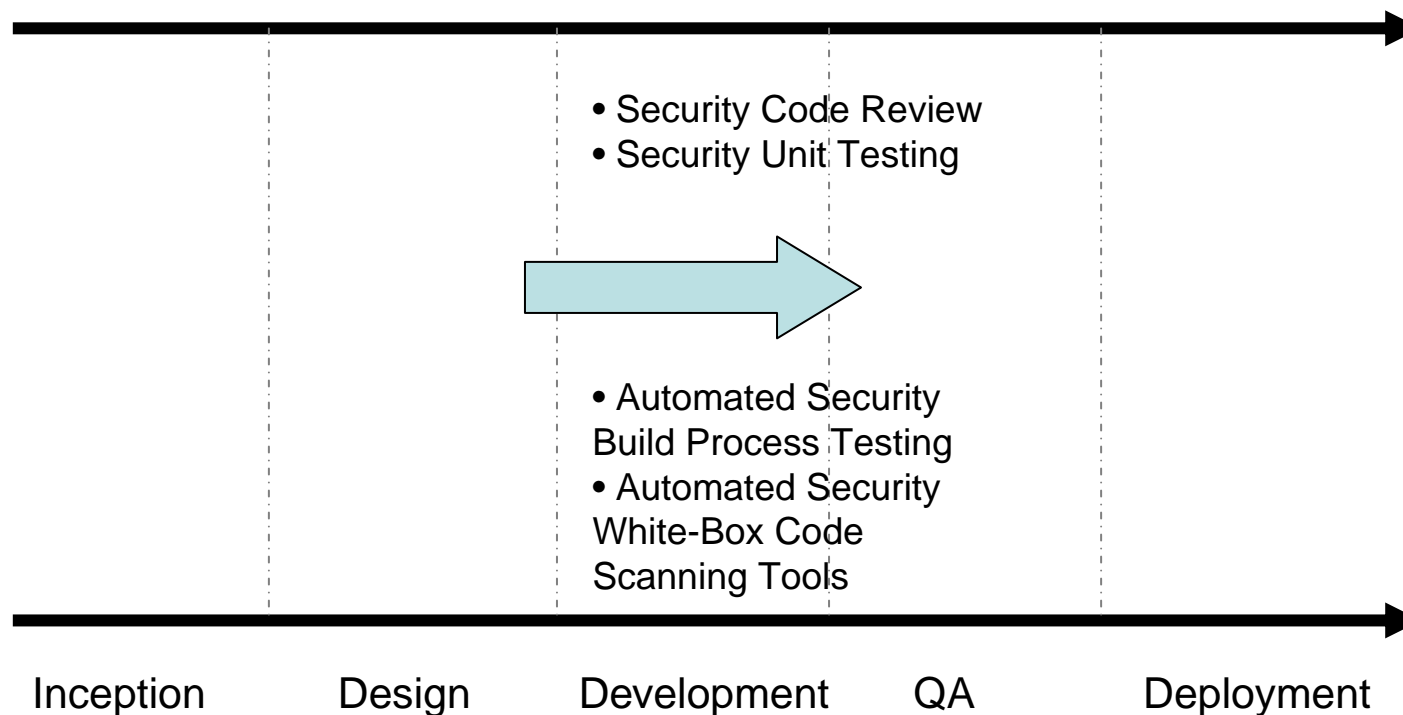 • Security Code Review
• Security Unit Testing
• Automated Security
Build Process Testing
• Automated Security
White-Box Code
Scanning Tools
Inception Design Development QA Deployment